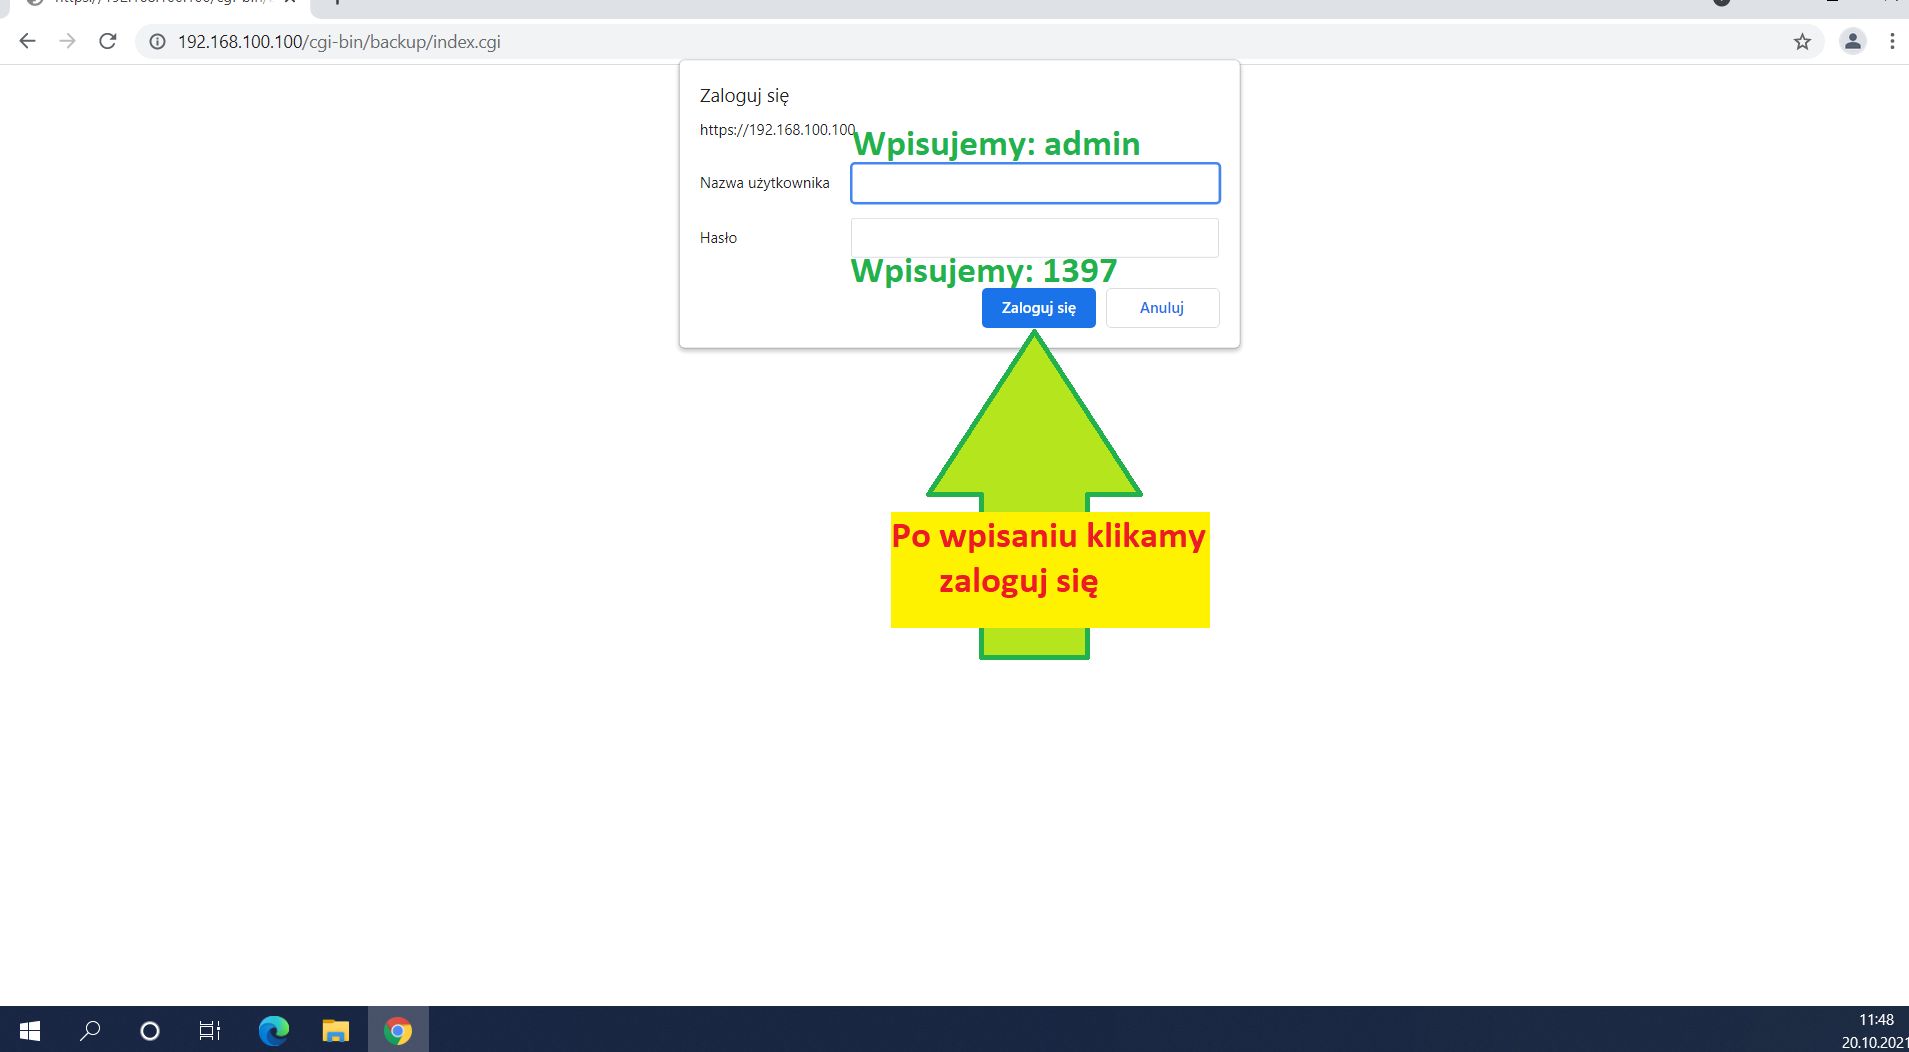 192.168.100.100/cgi-bin/backup/index.cgi
Zaloguj się
https://192.168.100.100
Wpisujemy: admin
Nazwa użytkownika
Hasło
Wpisujemy: 1397
Zaloguj się
Anuluj
Po wpisaniu klikamy
zaloguj się
11:48
20.10.2021